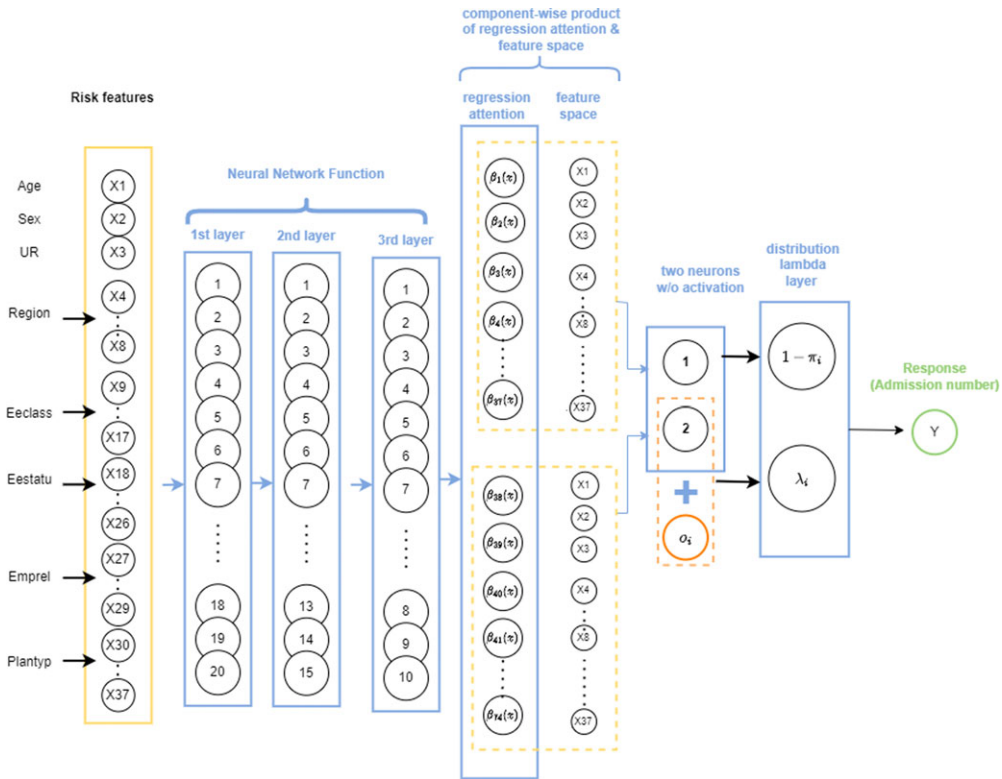 component-wise product
of regression attention &
feature space
Risk features
regression
attention
feature
space
Neural Network Function
1st layer
2nd layer
3rd layer
two neurons
w/o activation
distribution
lambda
layer
Response
(Admission number)
Age
Sex
UR
Region
Eeclass
Eestatu
Emprel
Plantyp
X1
X2
X3
X4
X8
X9
X17
X18
X26
X27
X29
X30
X37
1
2
3
4
5
6
7
18
19
20
1
2
3
4
5
6
7
13
14
15
1
2
3
4
5
6
7
8
9
10
β1(x)
β2(x)
β3(x)
β4(x)
β37(x)
β38(x)
β39(x)
β40(x)
β41(x)
β74(x)
X1
X2
X3
X4
X8
X37
X1
X2
X3
X4
X8
X37
1
2
+
oi
1 − πi
λi
Y